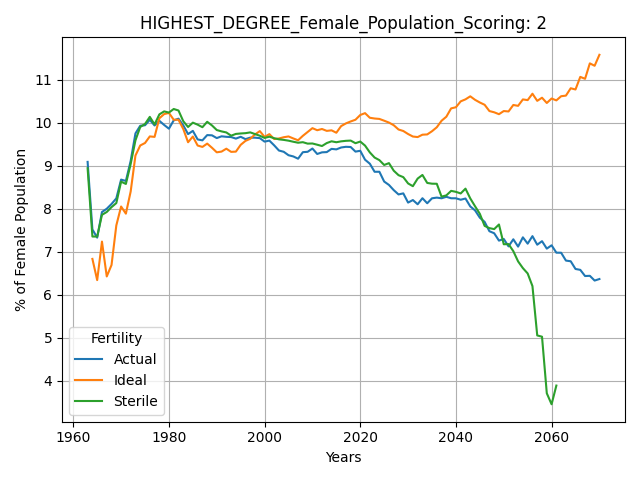 HIGHEST_DEGREE_Female_Population_Scoring: 2
% of Female Population
11
10
9
8
7
6
5
4
Fertility
Actual
Ideal
Sterile
1960 1980 2000 2020 2040 2060
Years